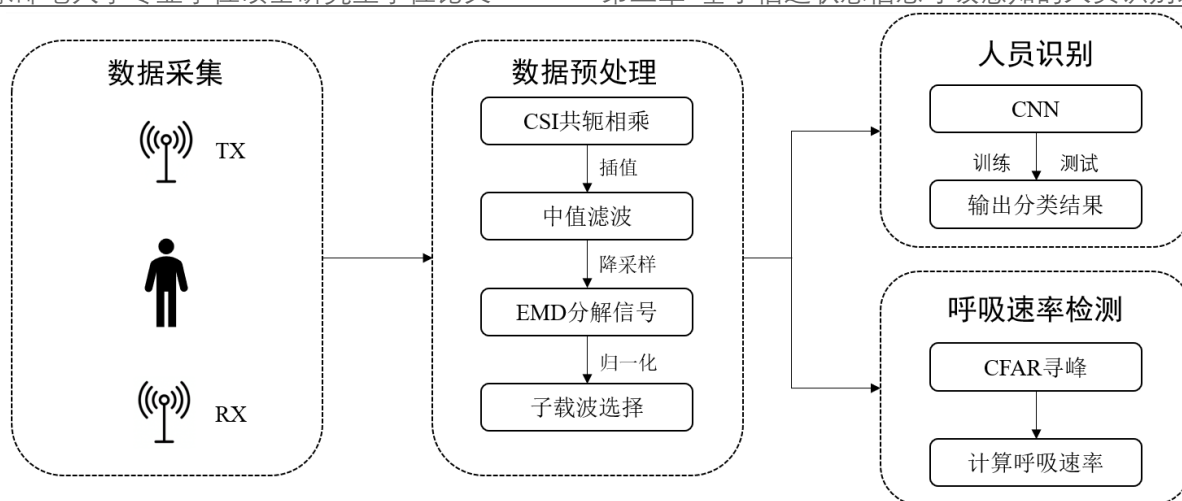 数据采集
TX
RX
数据预处理
CSI共轭相乘
插值
中值滤波
降采样
EMD分解信号
归一化
子载波选择
人员识别
CNN
训练
测试
输出分类结果
呼吸速率检测
CFAR寻峰
计算呼吸速率